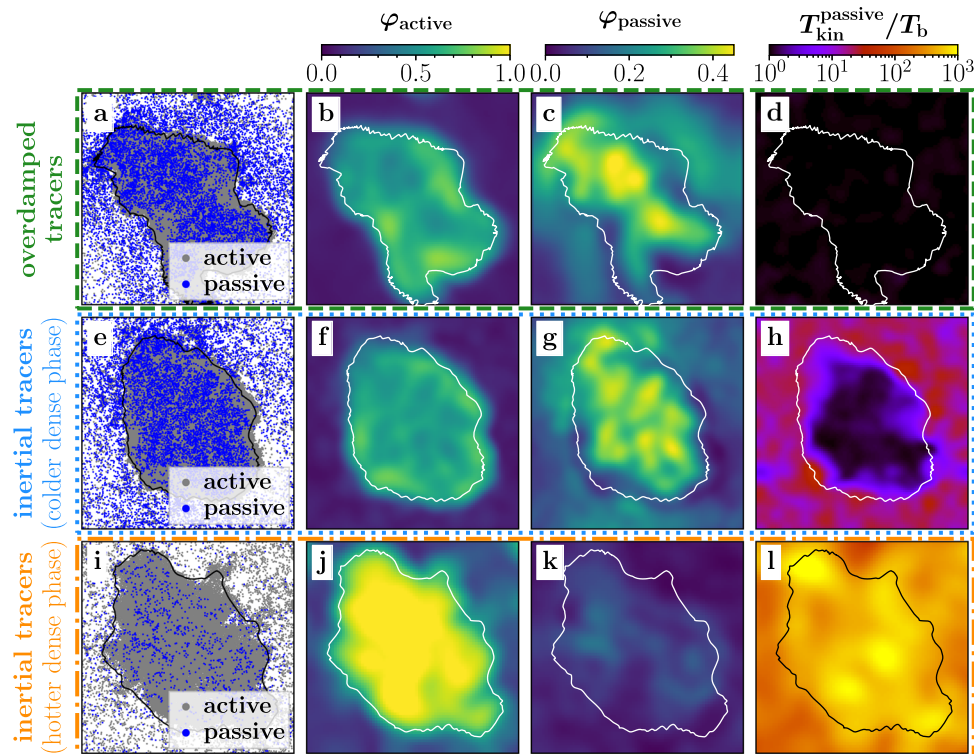 φ_active φ_passive T_kin^passive/T_b
0.0 0.5 1.0 0.0 0.2 0.4 10^0 10^1 10^2 10^3
overdamped
tracers
a b c d
active
passive
inertial tracers
(colder dense phase)
e f g h
active
passive
inertial tracers
(hotter dense phase)
i j k l
active
passive